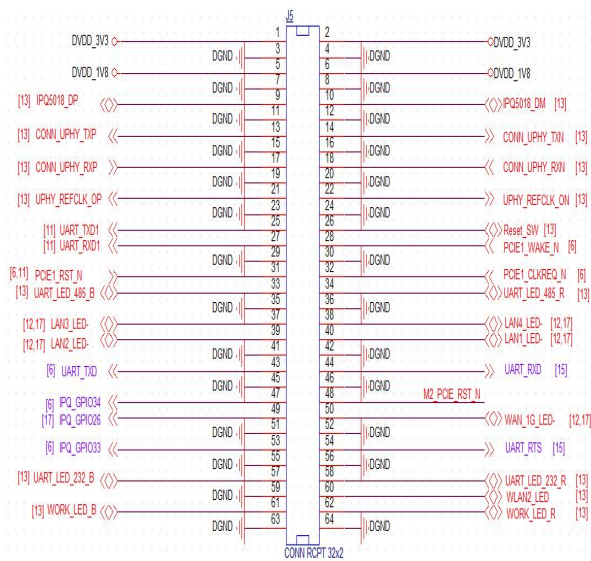 J5
DVDD_3V3 1 2 DVDD_3V3
DGND 3 4 DGND
DVDD_1V8 5 6 DVDD_1V8
DGND 7 8 DGND
[13] IPQ5018_DP 9 10 IPQ5018_DM [13]
DGND 11 12 DGND
[13] CONN_UPHY_TXP 13 14 CONN_UPHY_TXN [13]
DGND 15 16 DGND
[13] CONN_UPHY_RXP 17 18 CONN_UPHY_RXN [13]
DGND 19 20 DGND
[13] UPHY_REFCLK_OP 21 22 UPHY_REFCLK_ON [13]
DGND 23 24 DGND
[11] UART_TXD1 25 26 Reset_SW [13]
[11] UART_RXD1 27 28 PCIE1_WAKE_N [6]
DGND 29 30 DGND
[6,11] PCIE1_RST_N 31 32 PCIE1_CLKREQ_N [6]
[13] UART_LED_485_B 33 34 UART_LED_485_R [13]
DGND 35 36 DGND
[12,17] LAN3_LED- 37 38 LAN4_LED- [12,17]
[12,17] LAN2_LED- 39 40 LAN1_LED- [12,17]
DGND 41 42 DGND
[6] UART_TXD 43 44 UART_RXD [15]
DGND 45 46 DGND
[6] IPQ_GPIO34 47 48 M2_PCIE_RST_N
[17] IPQ_GPIO26 49 50 WAN_1G_LED- [12,17]
DGND 51 52 DGND
[6] IPQ_GPIO33 53 54 UART_RTS [15]
DGND 55 56 DGND
[13] UART_LED_232_B 57 58 UART_LED_232_R [13]
DGND 59 60 WLAN2_LED [13]
[13] WORK_LED_B 61 62 WORK_LED_R [13]
DGND 63 64 DGND
CONN RCPT 32x2